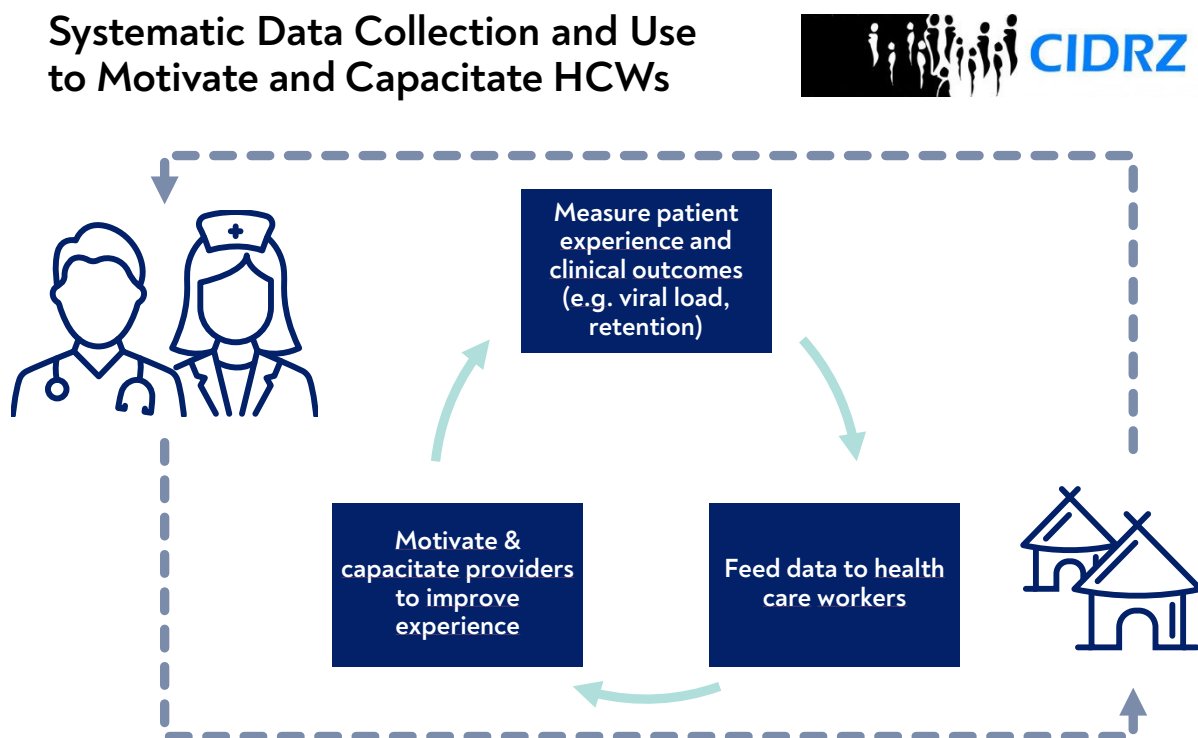 Systematic Data Collection and Use
to Motivate and Capacitate HCWs
CIDRZ
Measure patient
experience and
clinical outcomes
(e.g. viral load,
retention)
Motivate &
capacitate providers
to improve
experience
Feed data to health
care workers